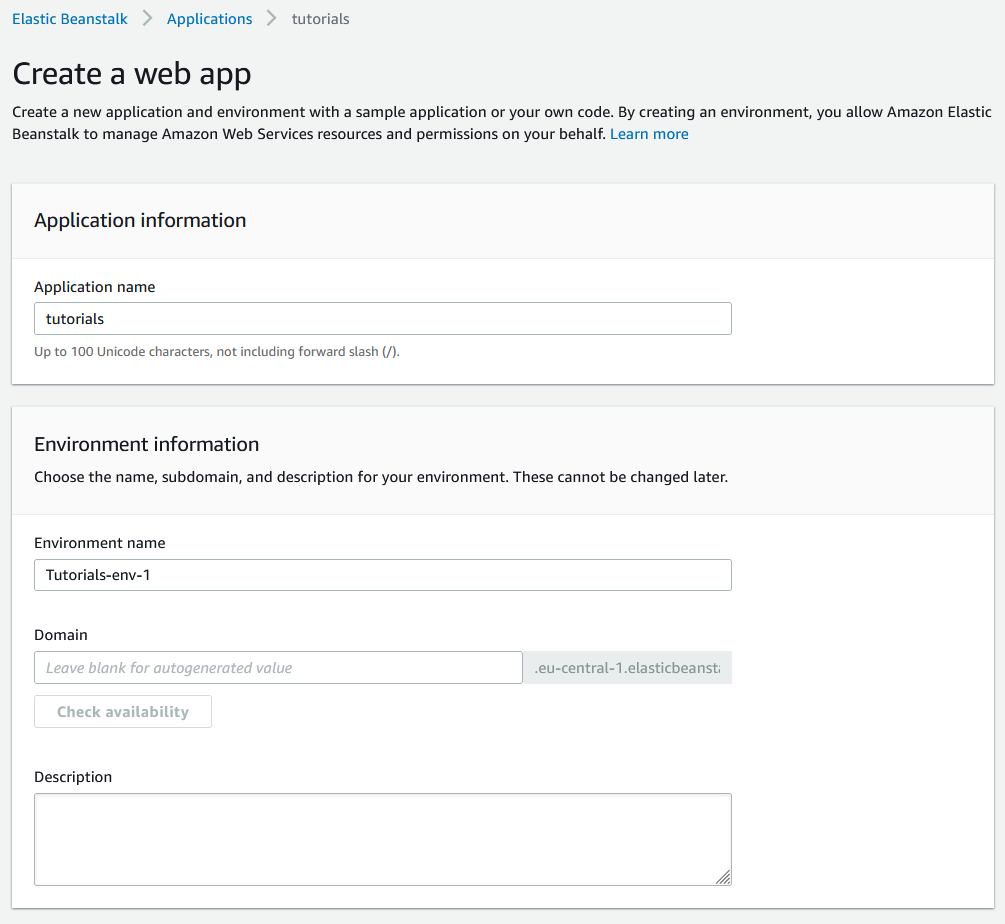 Elastic Beanstalk > Applications > tutorials
Create a web app
Create a new application and environment with a sample application or your own code. By creating an environment, you allow Amazon Elastic
Beanstalk to manage Amazon Web Services resources and permissions on your behalf. Learn more
Application information
Application name
tutorials
Up to 100 Unicode characters, not including forward slash (/).
Environment information
Choose the name, subdomain, and description for your environment. These cannot be changed later.
Environment name
Tutorials-env-1
Domain
Leave blank for autogenerated value .eu-central-1.elasticbeansta
Check availability
Description